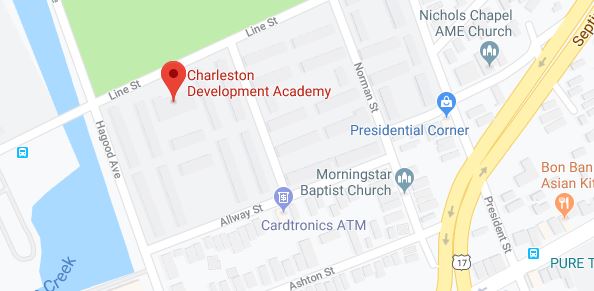 Nichols Chapel
AME Church
Septi
Line St
Charleston
Development Academy
Line St
Norman St
Presidential Corner
Hagood Ave
Morningstar
Baptist Church
Bon Ban
Asian Kit
Allway St
Cardtronics ATM
President St
17
Ashton St
PURE T
Creek